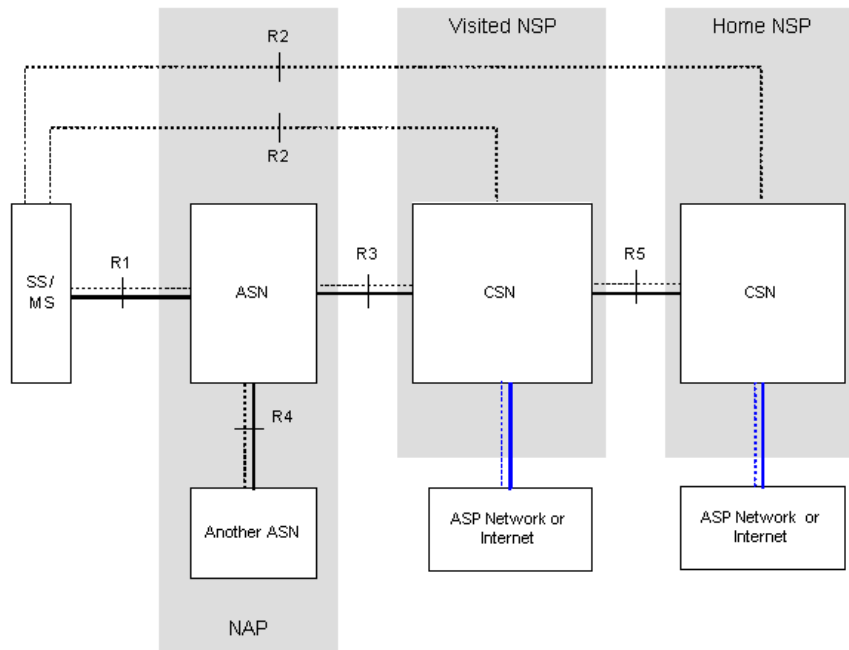 R2
Visited NSP
Home NSP
R2
SS/
MS
R1
ASN
R3
CSN
R5
CSN
R4
Another ASN
ASP Network or
Internet
ASP Network or
Internet
NAP